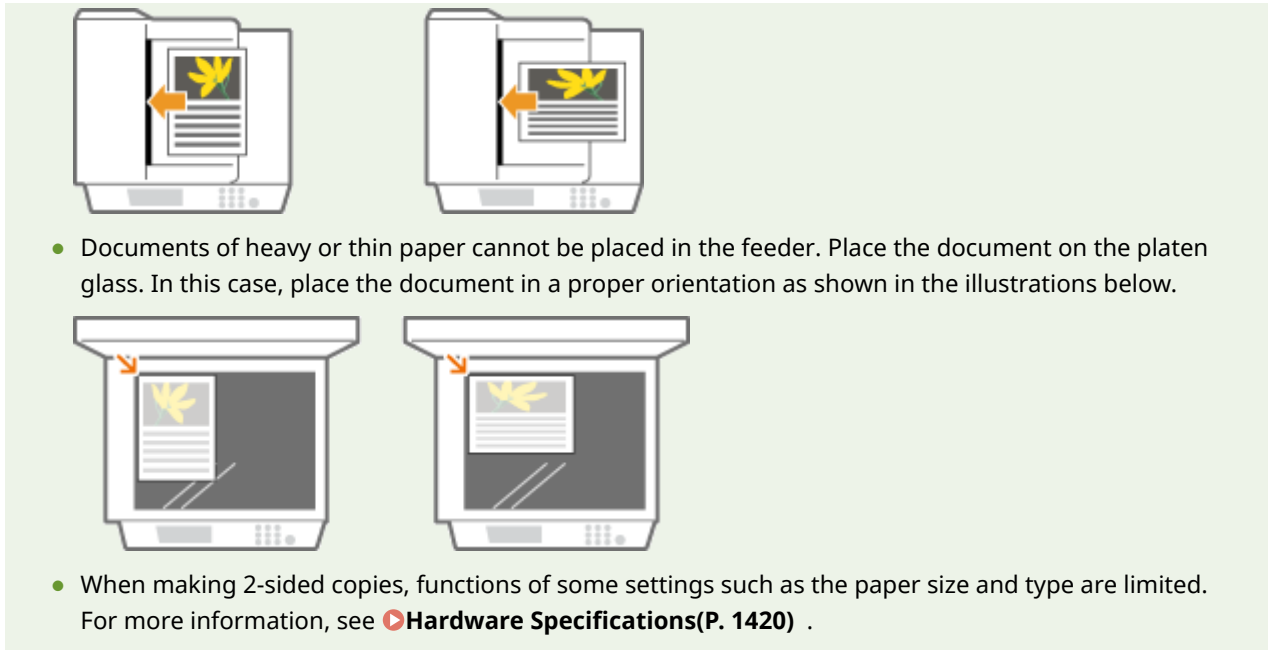 ● Documents of heavy or thin paper cannot be placed in the feeder. Place the document on the platen
glass. In this case, place the document in a proper orientation as shown in the illustrations below.
● When making 2-sided copies, functions of some settings such as the paper size and type are limited.
For more information, see Hardware Specifications(P. 1420) .